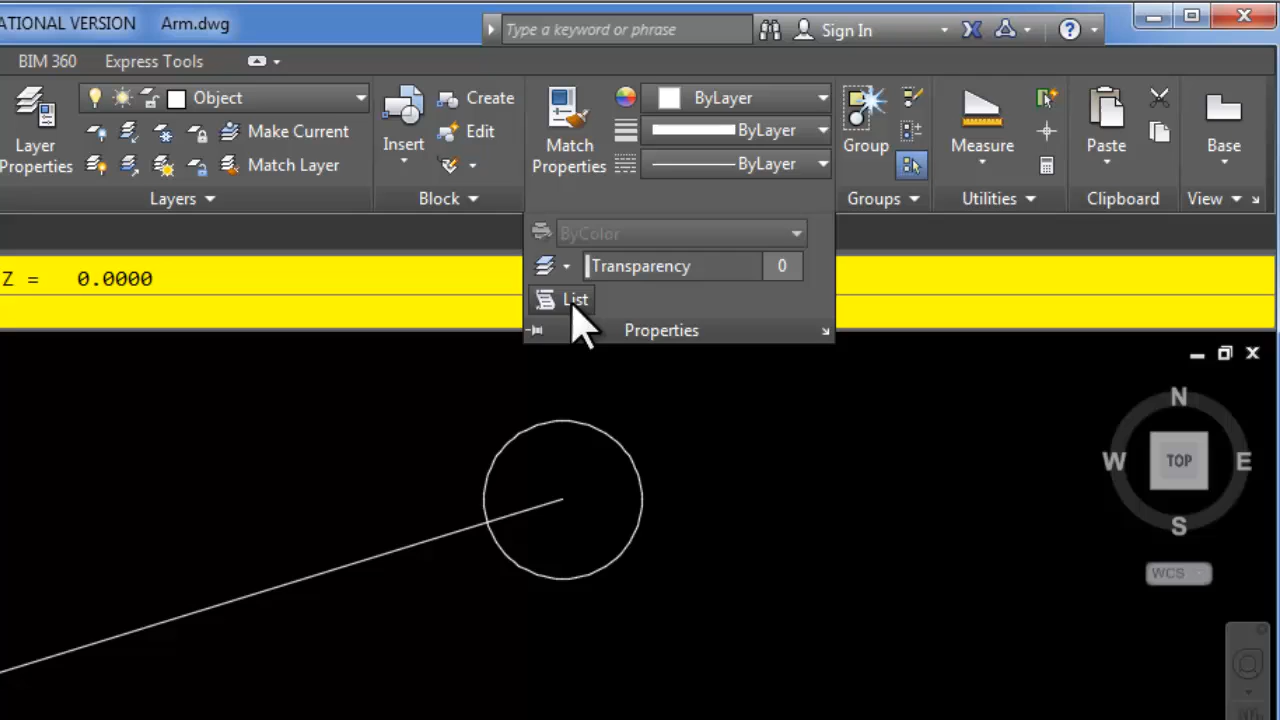 ATIONAL VERSION Arm.dwg
Type a keyword or phrase Sign In
BIM 360 Express Tools
Object
Create
ByLayer
Make Current
Edit
ByLayer
Layer Properties
Match Layer
Insert
Match Properties
ByLayer
Group
Measure
Paste
Base
Layers Block Groups Utilities Clipboard View
ByColor
Transparency 0
Z = 0.0000
List
Properties
N
W TOP E
S
WCS